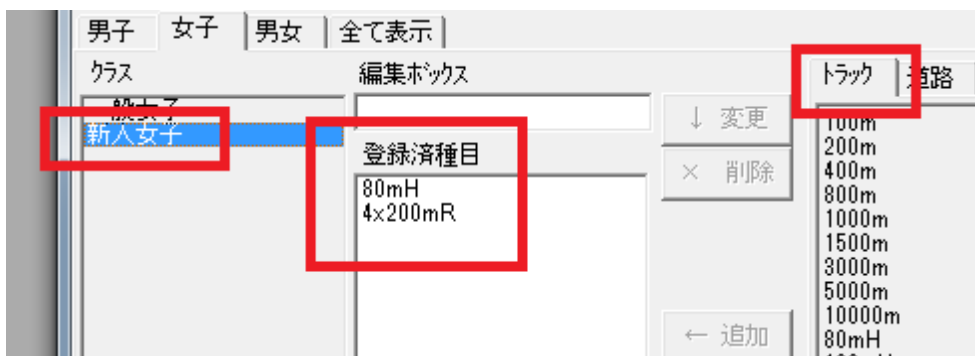 男子 女子 男女 全て表示
クラス
一般女子
新人女子
編集ボックス
登録済種目
80mH
4x200mR
↓ 変更
× 削除
← 追加
トラック 道路
100m
200m
400m
800m
1000m
1500m
3000m
5000m
10000m
80mH